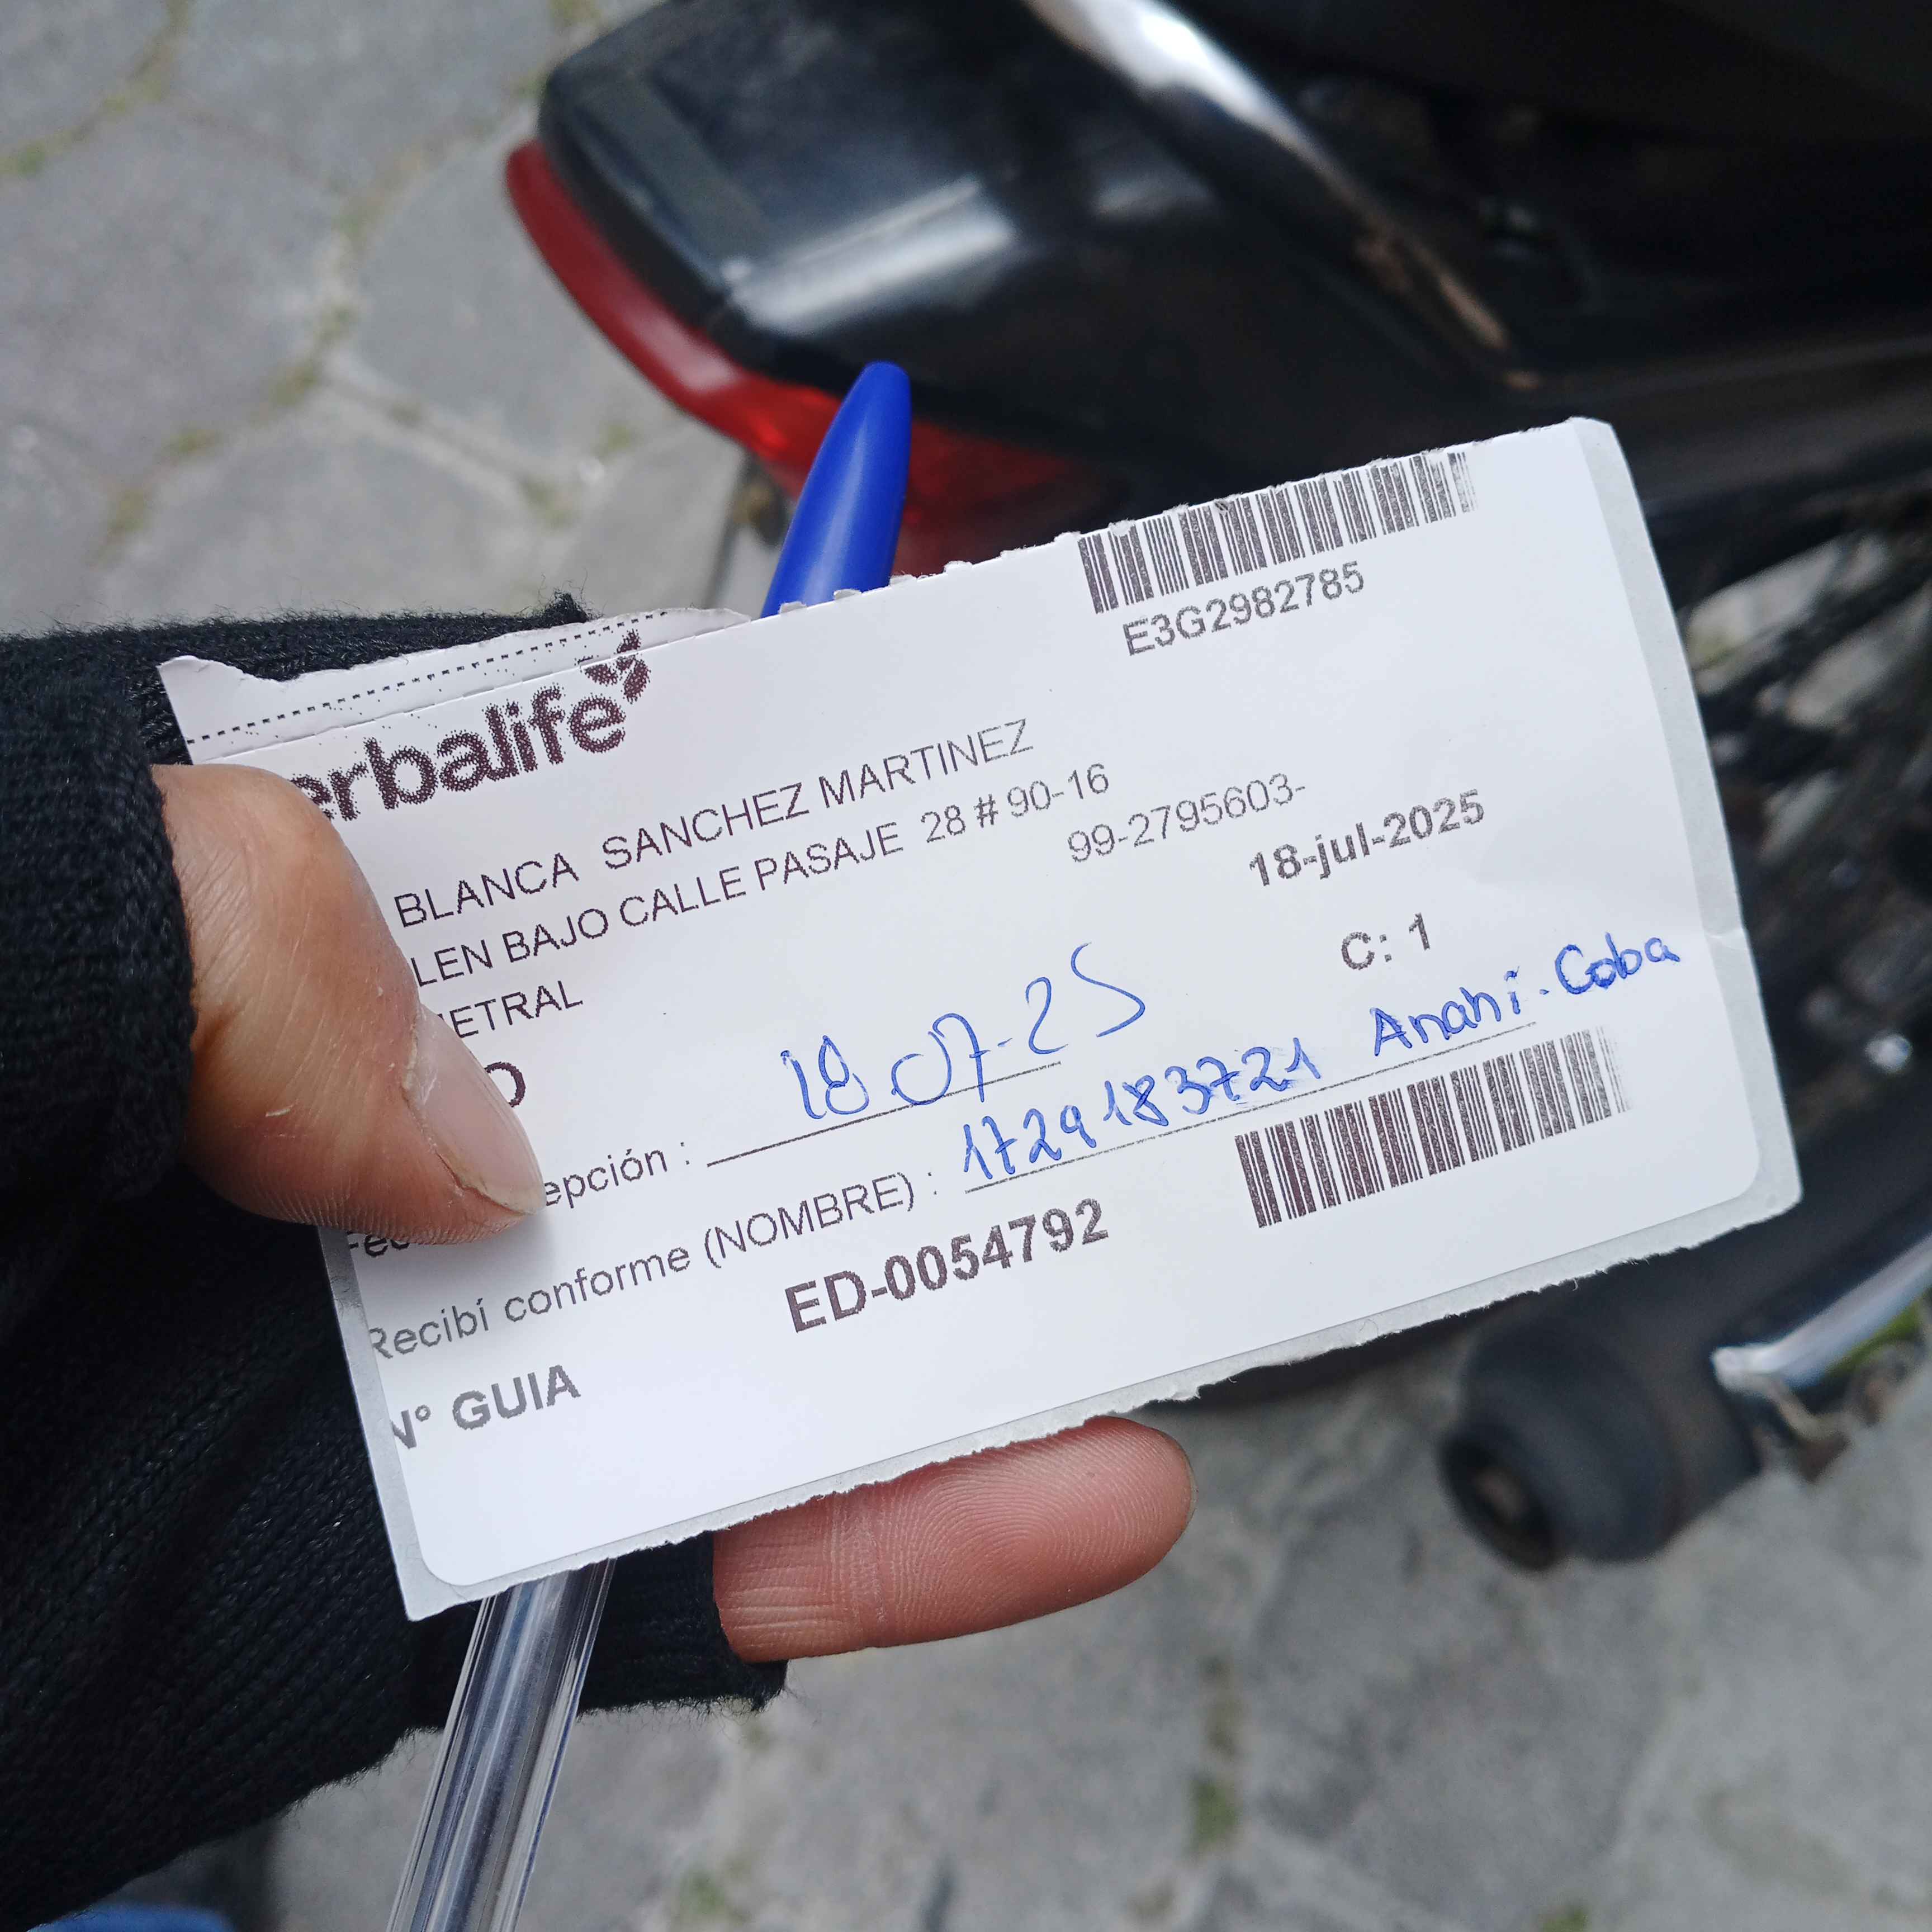 E3G2982785
erbalife
BLANCA SANCHEZ MARTINEZ
LEN BAJO CALLE PASAJE 28 # 90-16
99-2795603-
ETRAL
18-jul-2025
O
C: 1
epción : 18 07-25
Recibí conforme (NOMBRE) : 1729183721 Anahí. Coba
N° GUIA ED-0054792